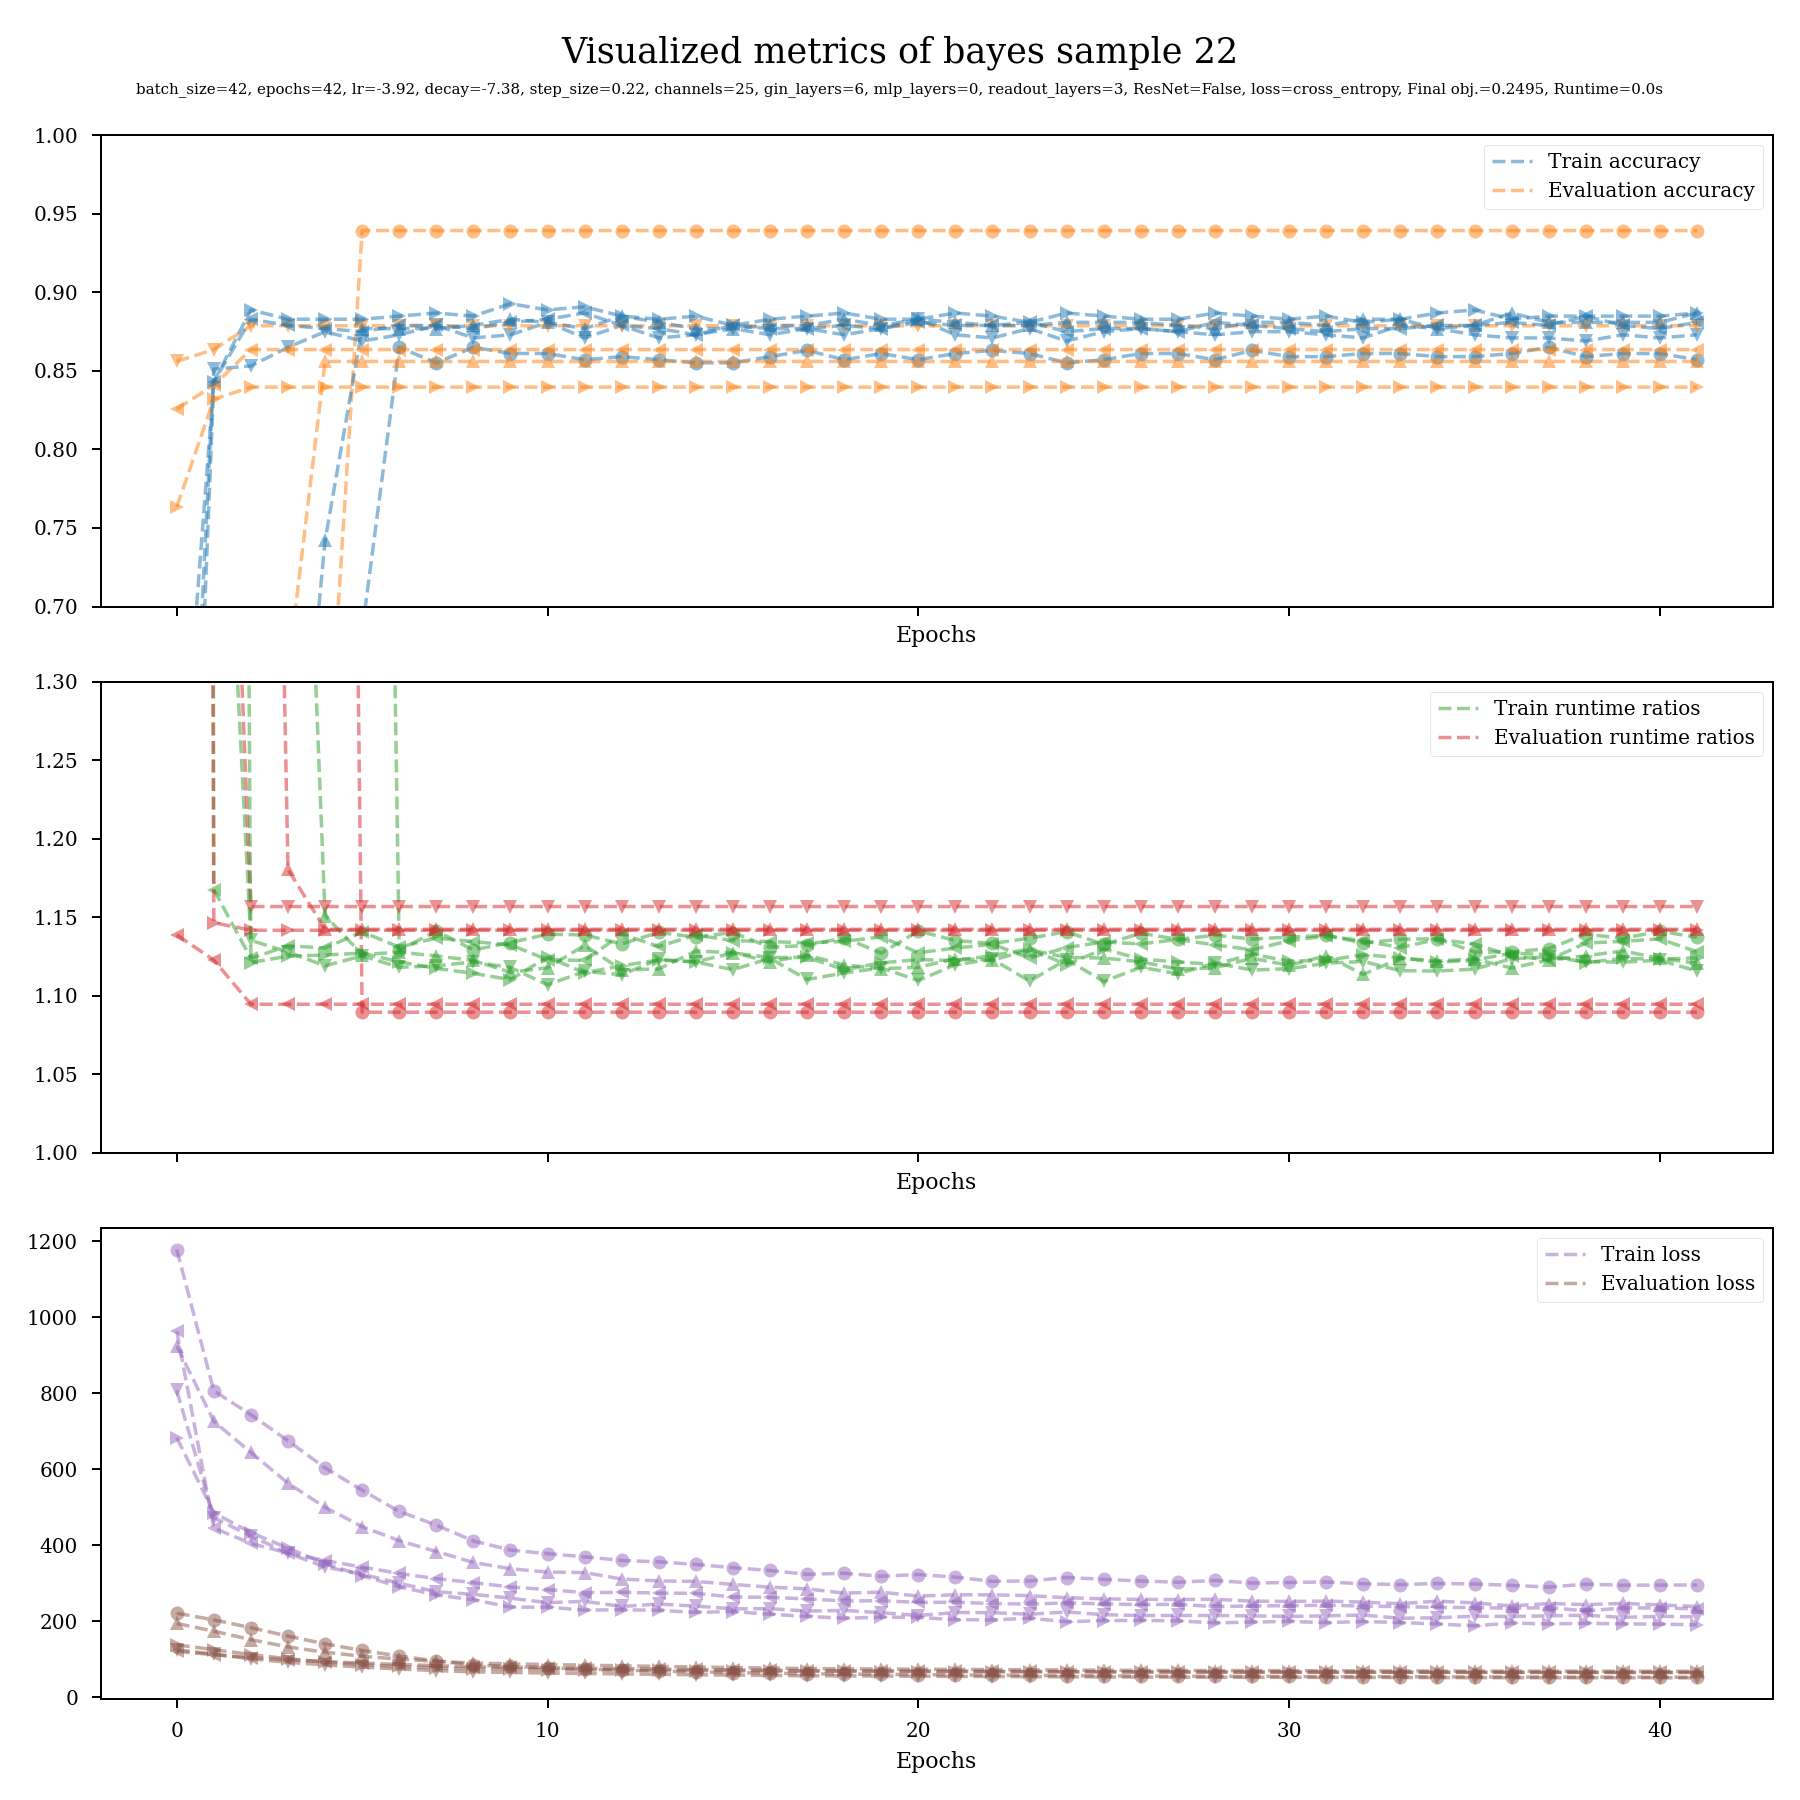 Visualized metrics of bayes sample 22
batch_size=42, epochs=42, lr=-3.92, decay=-7.38, step_size=0.22, channels=25, gin_layers=6, mlp_layers=0, readout_layers=3, ResNet=False, loss=cross_entropy, Final obj.=0.2495, Runtime=0.0s
1.00
0.95
0.90
0.85
0.80
0.75
0.70
Train accuracy
Evaluation accuracy
Epochs
1.30
1.25
1.20
1.15
1.10
1.05
1.00
Train runtime ratios
Evaluation runtime ratios
Epochs
1200
1000
800
600
400
200
0
Train loss
Evaluation loss
0 10 20 30 40
Epochs